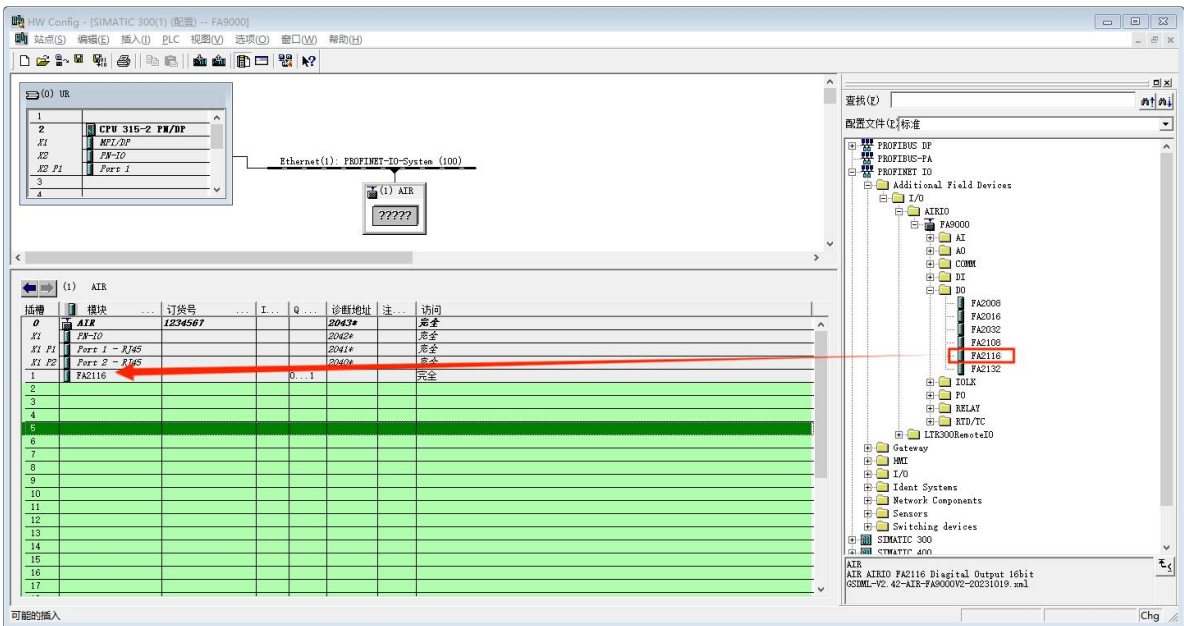 HW Config - [SIMATIC 300(1) (配置) -- FA9000]
站点(S) 编辑(E) 插入(I) PLC 视图(V) 选项(O) 窗口(W) 帮助(H)
(0) UR
1
2 CPU 315-2 PN/DP
X1 MPI/DP
X2 PN-IO
X2 P1 Port 1
3
4
Ethernet(1): PROFINET-IO-System (100)
(1) AIR
?????
(1) AIR
插槽 模块 ... 订货号 ... I... Q ... 诊断地址 注... 访问
0 AIR 1234567 2043* 完全
X1 PN-IO 2042* 完全
X1 P1 Port 1 - RJ45 2041* 完全
X1 P2 Port 2 - RJ45 2040* 完全
1 FA2116 0...1 完全
2
3
4
5
6
7
8
9
10
11
12
13
14
15
16
17
查找(F)
配置文件(P) 标准
PROFIBUS DP
PROFIBUS-PA
PROFINET IO
Additional Field Devices
I/O
AIRIO
FA9000
AI
AO
COMM
DI
DO
FA2008
FA2016
FA2032
FA2108
FA2116
FA2132
IOLK
PO
RELAY
RTD/TC
LTR300RemoteIO
Gateway
HMI
I/O
Ident Systems
Network Components
Sensors
Switching devices
SIMATIC 300
SIMATIC 400
AIR
AIR AIRIO FA2116 Diagital Output 16bit
GSDML-V2.42-AIR-FA9000V2-20231019.xml
可能的插入
Chg